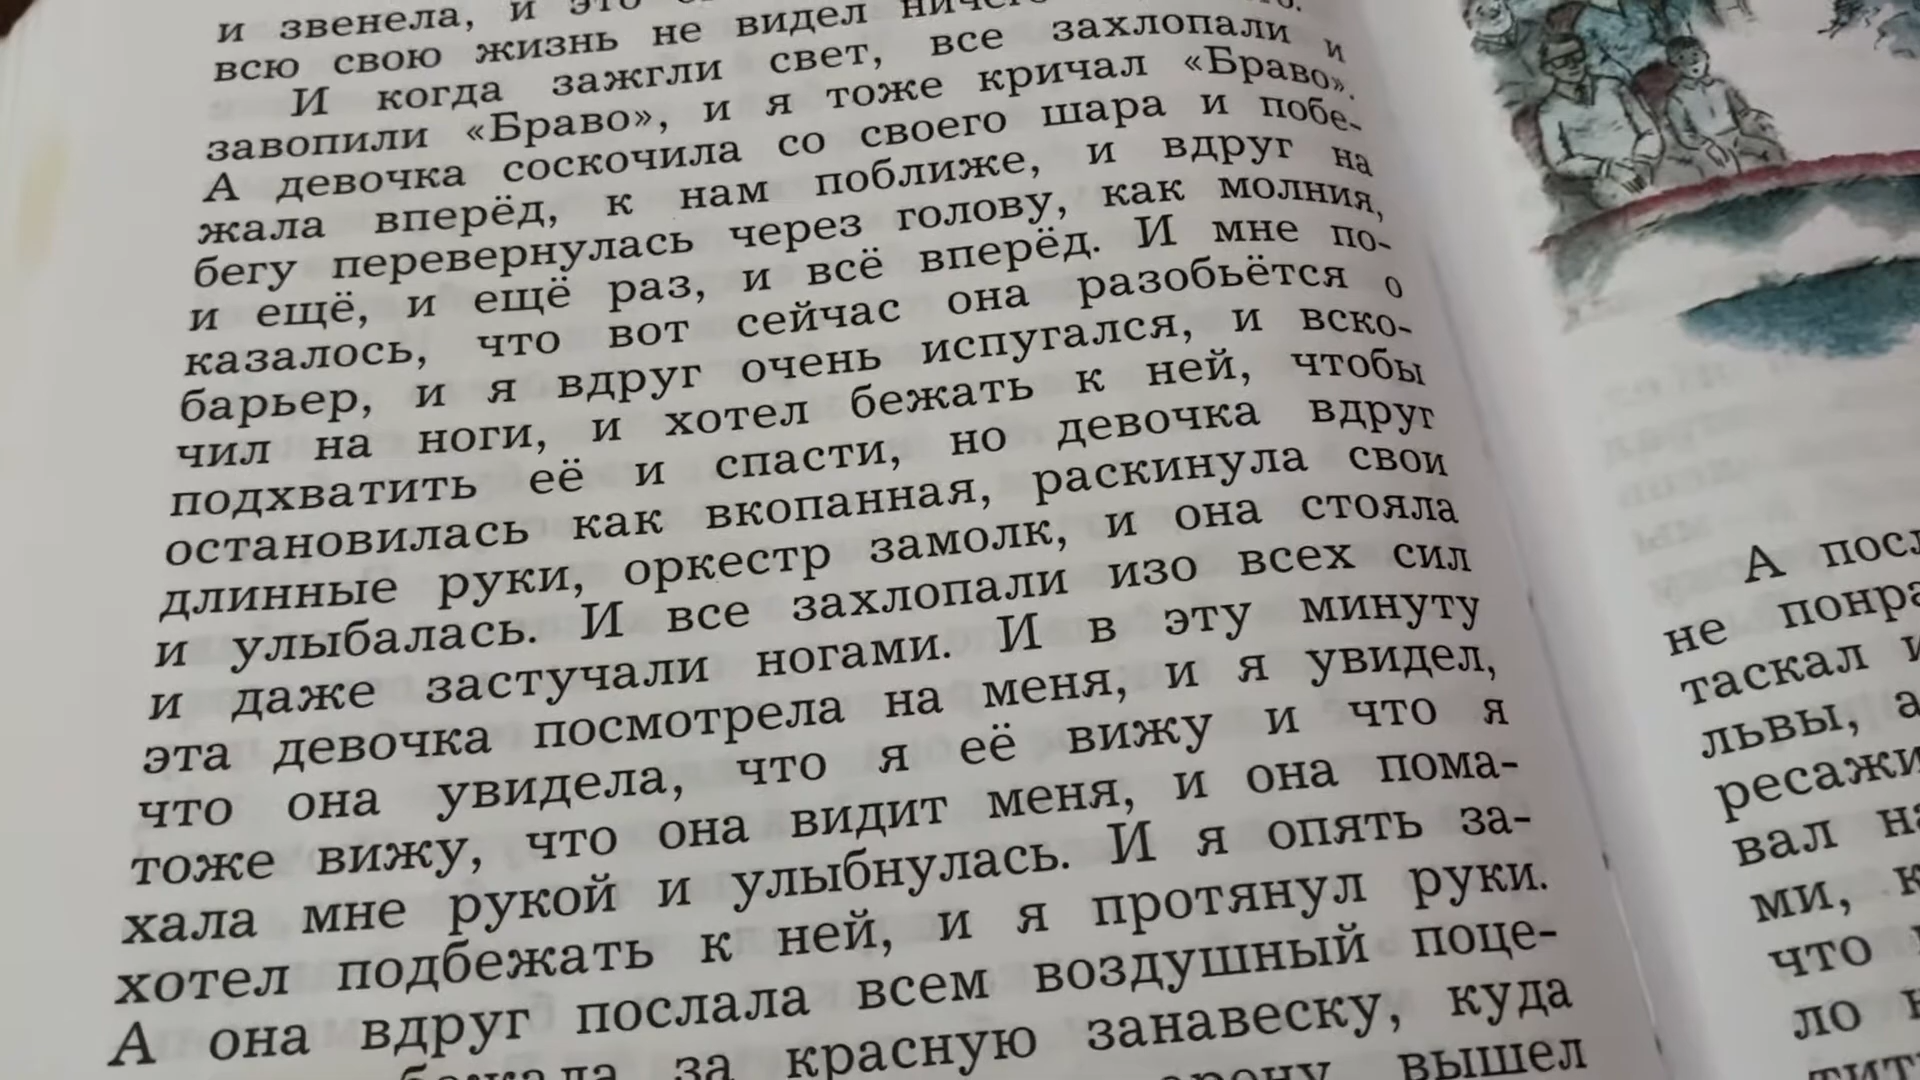 и звенела, и
всю свою жизнь не видел
И когда зажгли свет, все захлопали и
завопили «Браво», и я тоже кричал «Браво».
А девочка соскочила со своего шара и побе-
жала вперёд, к нам поближе, и вдруг на
бегу перевернулась через голову, как молния,
и ещё, и ещё раз, и всё вперёд. И мне по-
казалось, что вот сейчас она разобьётся о
барьер, и я вдруг очень испугался, и вско-
чил на ноги, и хотел бежать к ней, чтобы
подхватить её и спасти, но девочка вдруг
остановилась как вкопанная, раскинула свои
длинные руки, оркестр замолк, и она стояла
и улыбалась. И все захлопали изо всех сил
и даже застучали ногами. И в эту минуту
эта девочка посмотрела на меня, и я увидел,
что она увидела, что я её вижу и что я
тоже вижу, что она видит меня, и она пома-
хала мне рукой и улыбнулась. И я опять за-
хотел подбежать к ней, и я протянул руки.
А она вдруг послала всем воздушный поце-
за красную занавеску, куда
вышел
А
не
таскал
львы,
вал
ми,
что
ло